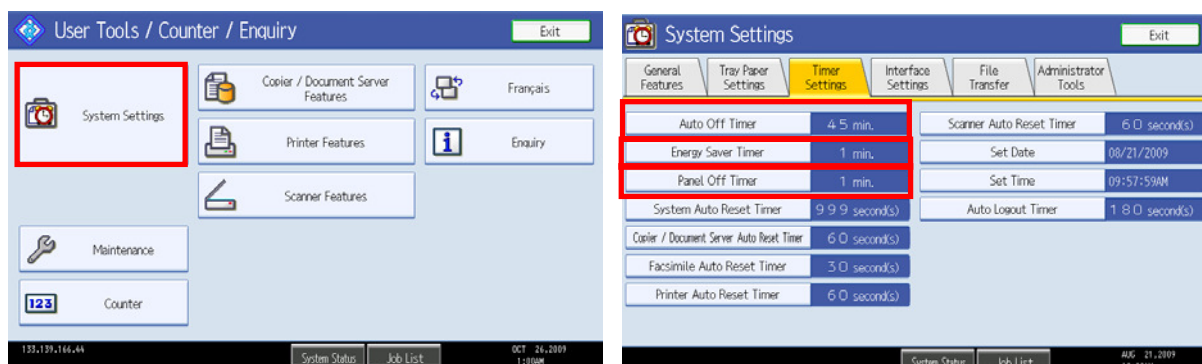 User Tools / Counter / Enquiry
Exit
System Settings
Copier / Document Server
Features
Français
Printer Features
Enquiry
Scanner Features
Maintenance
123
Counter
133.139.166.44
System Status
Job List
OCT 26.2009
1:00AM
System Settings
Exit
General
Features
Tray Paper
Settings
Timer
Settings
Interface
Settings
File
Transfer
Administrator
Tools
Auto Off Timer
45 min.
Scanner Auto Reset Timer
60 second(s)
Energy Saver Timer
1 min.
Set Date
08/21/2009
Panel Off Timer
1 min.
Set Time
09:57:59AM
System Auto Reset Timer
999 second(s)
Auto Logout Timer
180 second(s)
Copier / Document Server Auto Reset Timer
60 second(s)
Facsimile Auto Reset Timer
30 second(s)
Printer Auto Reset Timer
60 second(s)
System Status
Job List
AUG 21.2009